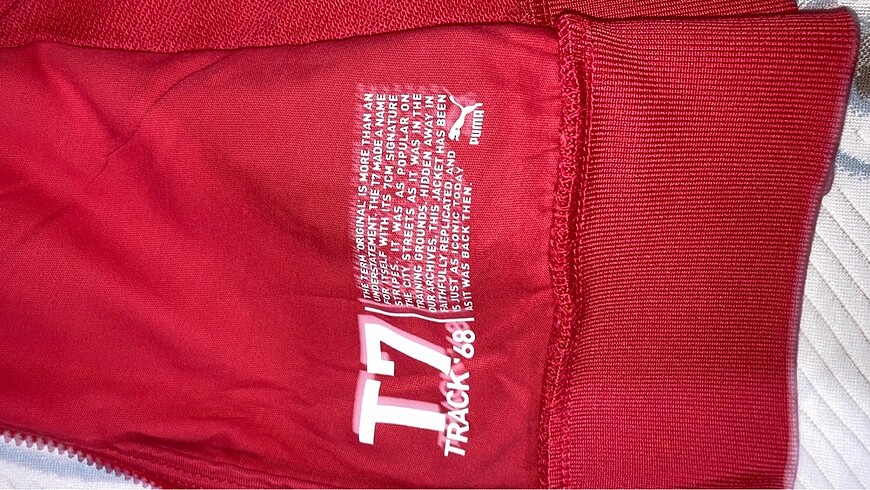 T7
TRACK '68
THE TERM 'ORIGINAL' IS MORE THAN AN
UNDERSTATEMENT. THE T7 MADE A NAME
FOR ITSELF WITH ITS 7CM SIGNATURE
STRIPES. IT WAS AS POPULAR ON
THE CITY STREETS AS IT WAS IN THE
TRAINING GROUNDS. HIDDEN AWAY IN
OUR ARCHIVES, THIS JACKET HAS BEEN
FAITHFULLY REPLICATED AND
IS JUST AS ICONIC TODAY
AS IT WAS BACK THEN.
PUMA